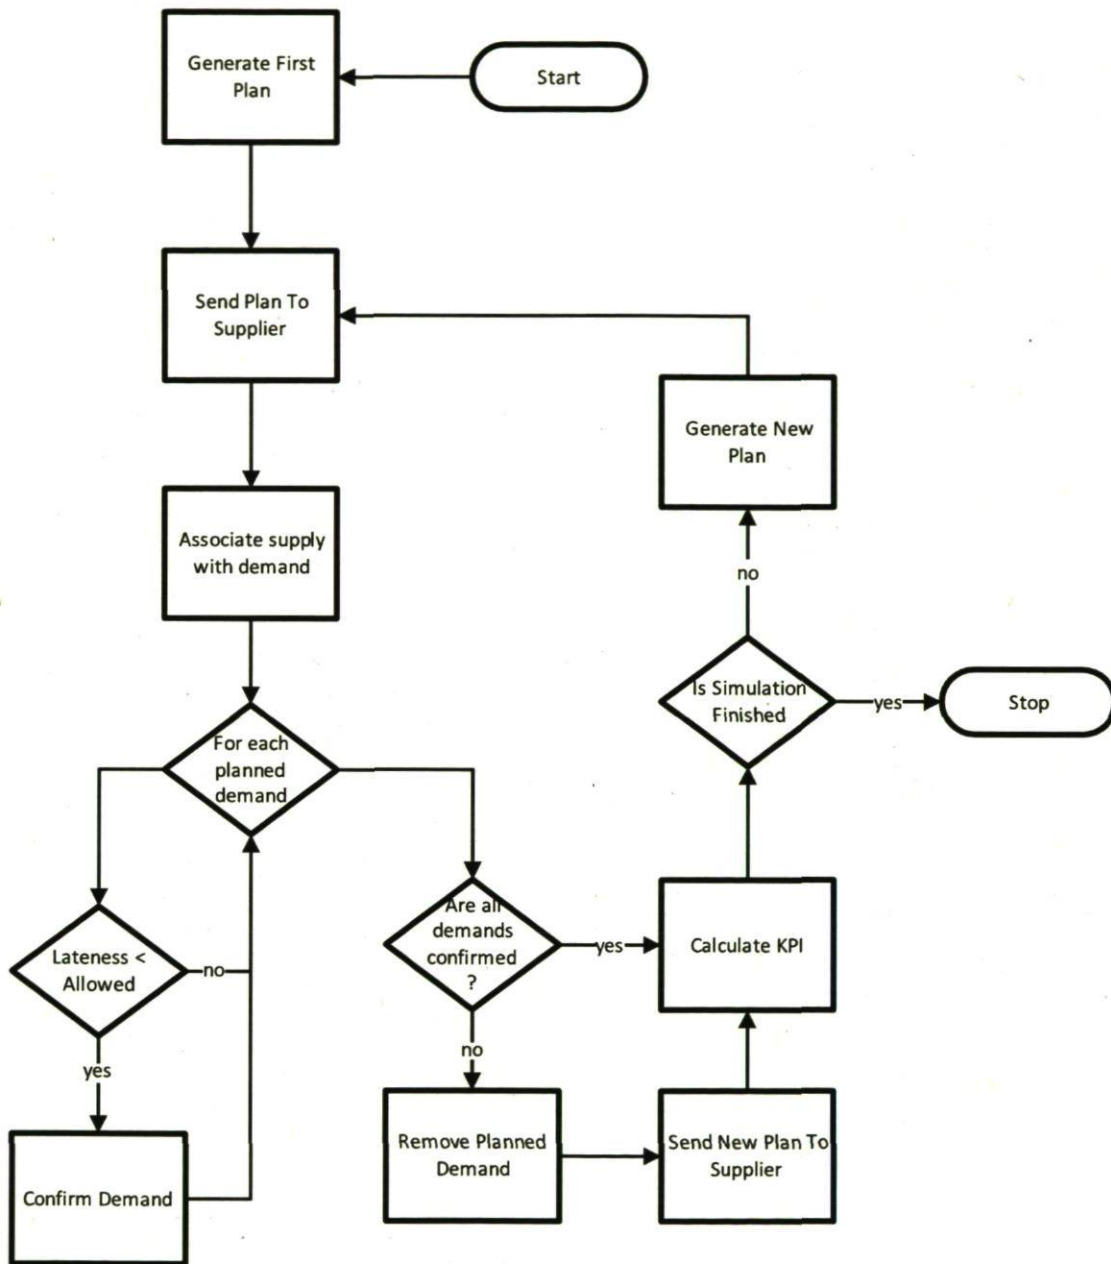 Generate First
Plan
Start
Send Plan To
Supplier
Generate New
Plan
Associate supply
with demand
no
Is Simulation
Finished
yes
Stop
For each
planned
demand
Are all
demands
confirmed
?
yes
Calculate KPI
Lateness <
Allowed
no
yes
no
Remove Planned
Demand
Send New Plan To
Supplier
Confirm Demand